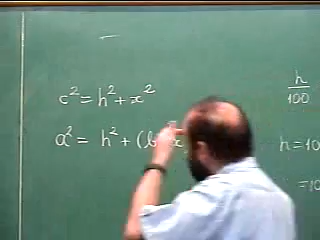 c² = h² + x²
a² = h² + (b
h
100
h = 10
= 10